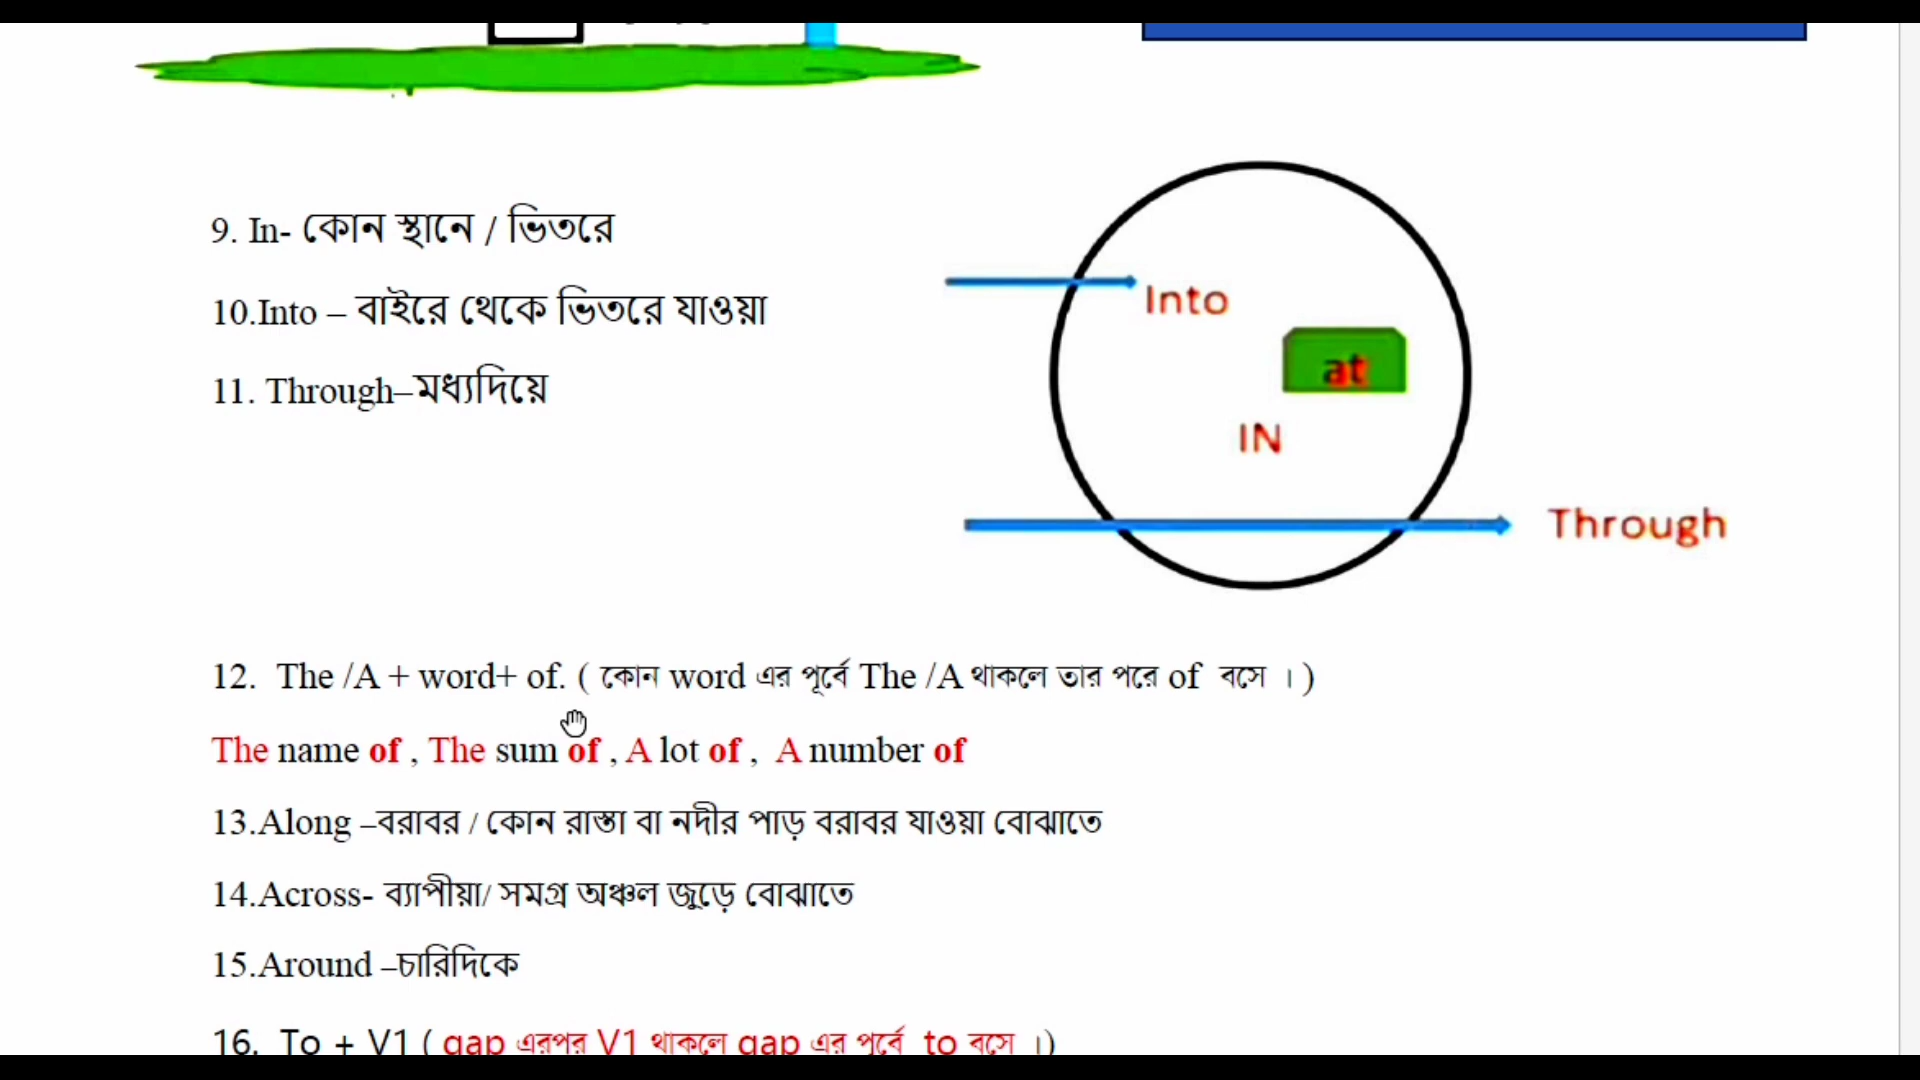 9. In- কোন স্থানে / ভিতরে
10.Into – বাইরে থেকে ভিতরে যাওয়া
11. Through–মধ্যদিয়ে
Into
at
IN
Through
12. The /A + word+ of. ( কোন word এর পূর্বে The /A থাকলে তার পরে of বসে । )
The name of , The sum of , A lot of , A number of
13.Along –বরাবর / কোন রাস্তা বা নদীর পাড় বরাবর যাওয়া বোঝাতে
14.Across- ব্যাপীয়া/ সমগ্র অঞ্চল জুড়ে বোঝাতে
15.Around –চারিদিকে
16. To + V1 ( gap এরপর V1 থাকলে gap এর পূর্বে to বসে ।)